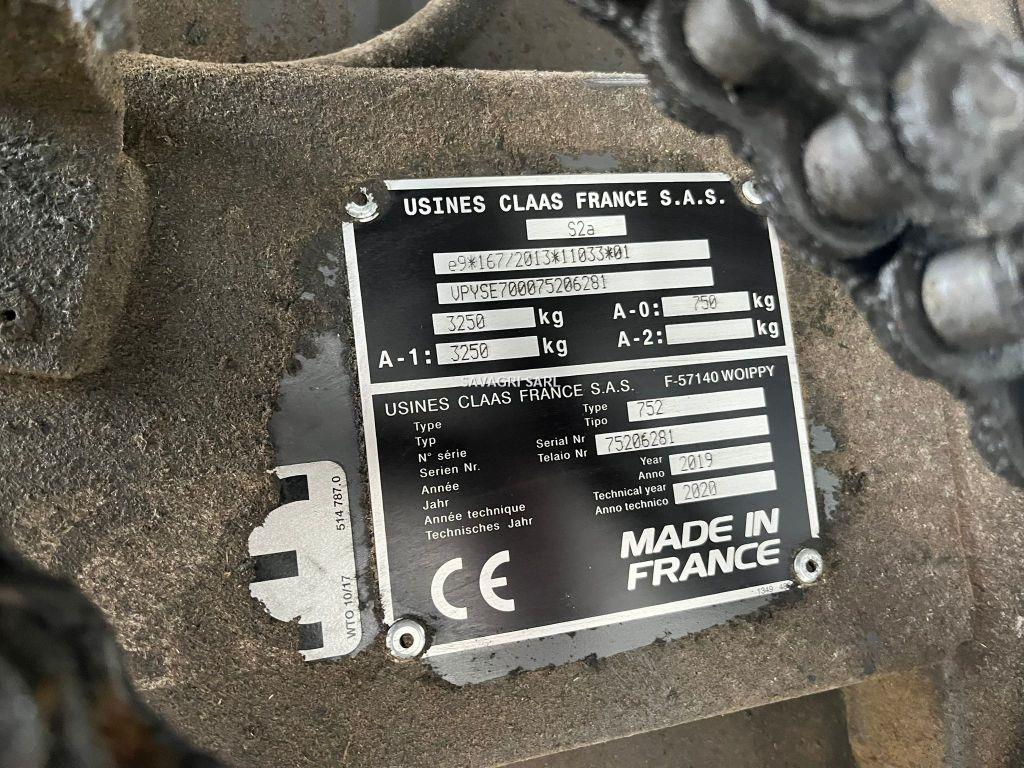 USINES CLAAS FRANCE S.A.S.
S2a
e9*167/2013*11033*01
VPYSE700075206281
3250 kg A-0: 750 kg
A-1: 3250 kg A-2: kg
SAVAGRI SARL
USINES CLAAS FRANCE S.A.S. F-57140 WOIPPY
Type Type 752
Typ Tipo
N° série Serial Nr 75206281
Serien Nr. Telaio Nr
Année Year 2019
Jahr Anno
Année technique Technical year 2020
Technisches Jahr Anno tecnico
CE
MADE IN
FRANCE
514 787.0
WTO 10/17